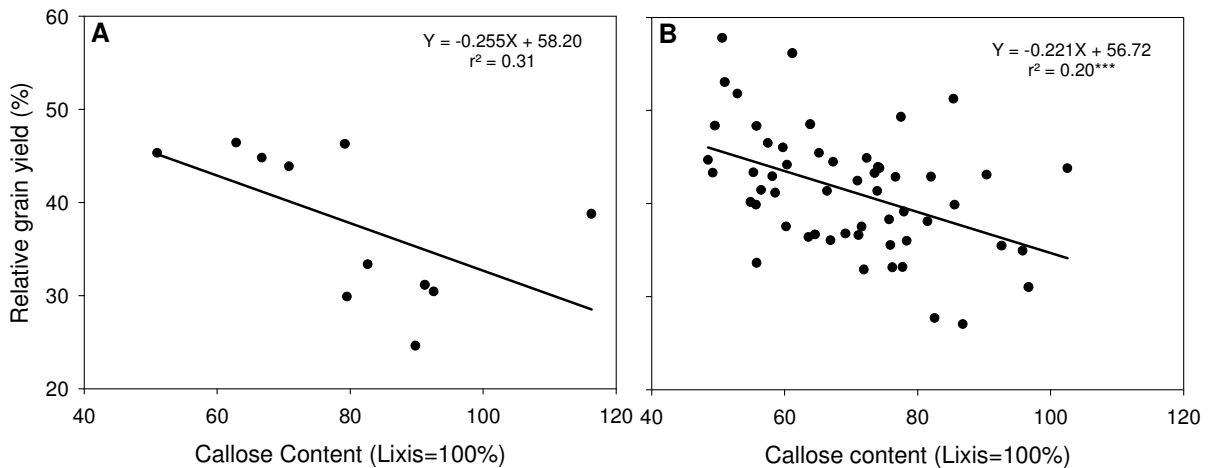 A
Y = -0.255X + 58.20
r² = 0.31
B
Y = -0.221X + 56.72
r² = 0.20***
Relative grain yield (%)
60
50
40
30
20
40 60 80 100 120
40 60 80 100 120
Callose Content (Lixis=100%)
Callose content (Lixis=100%)